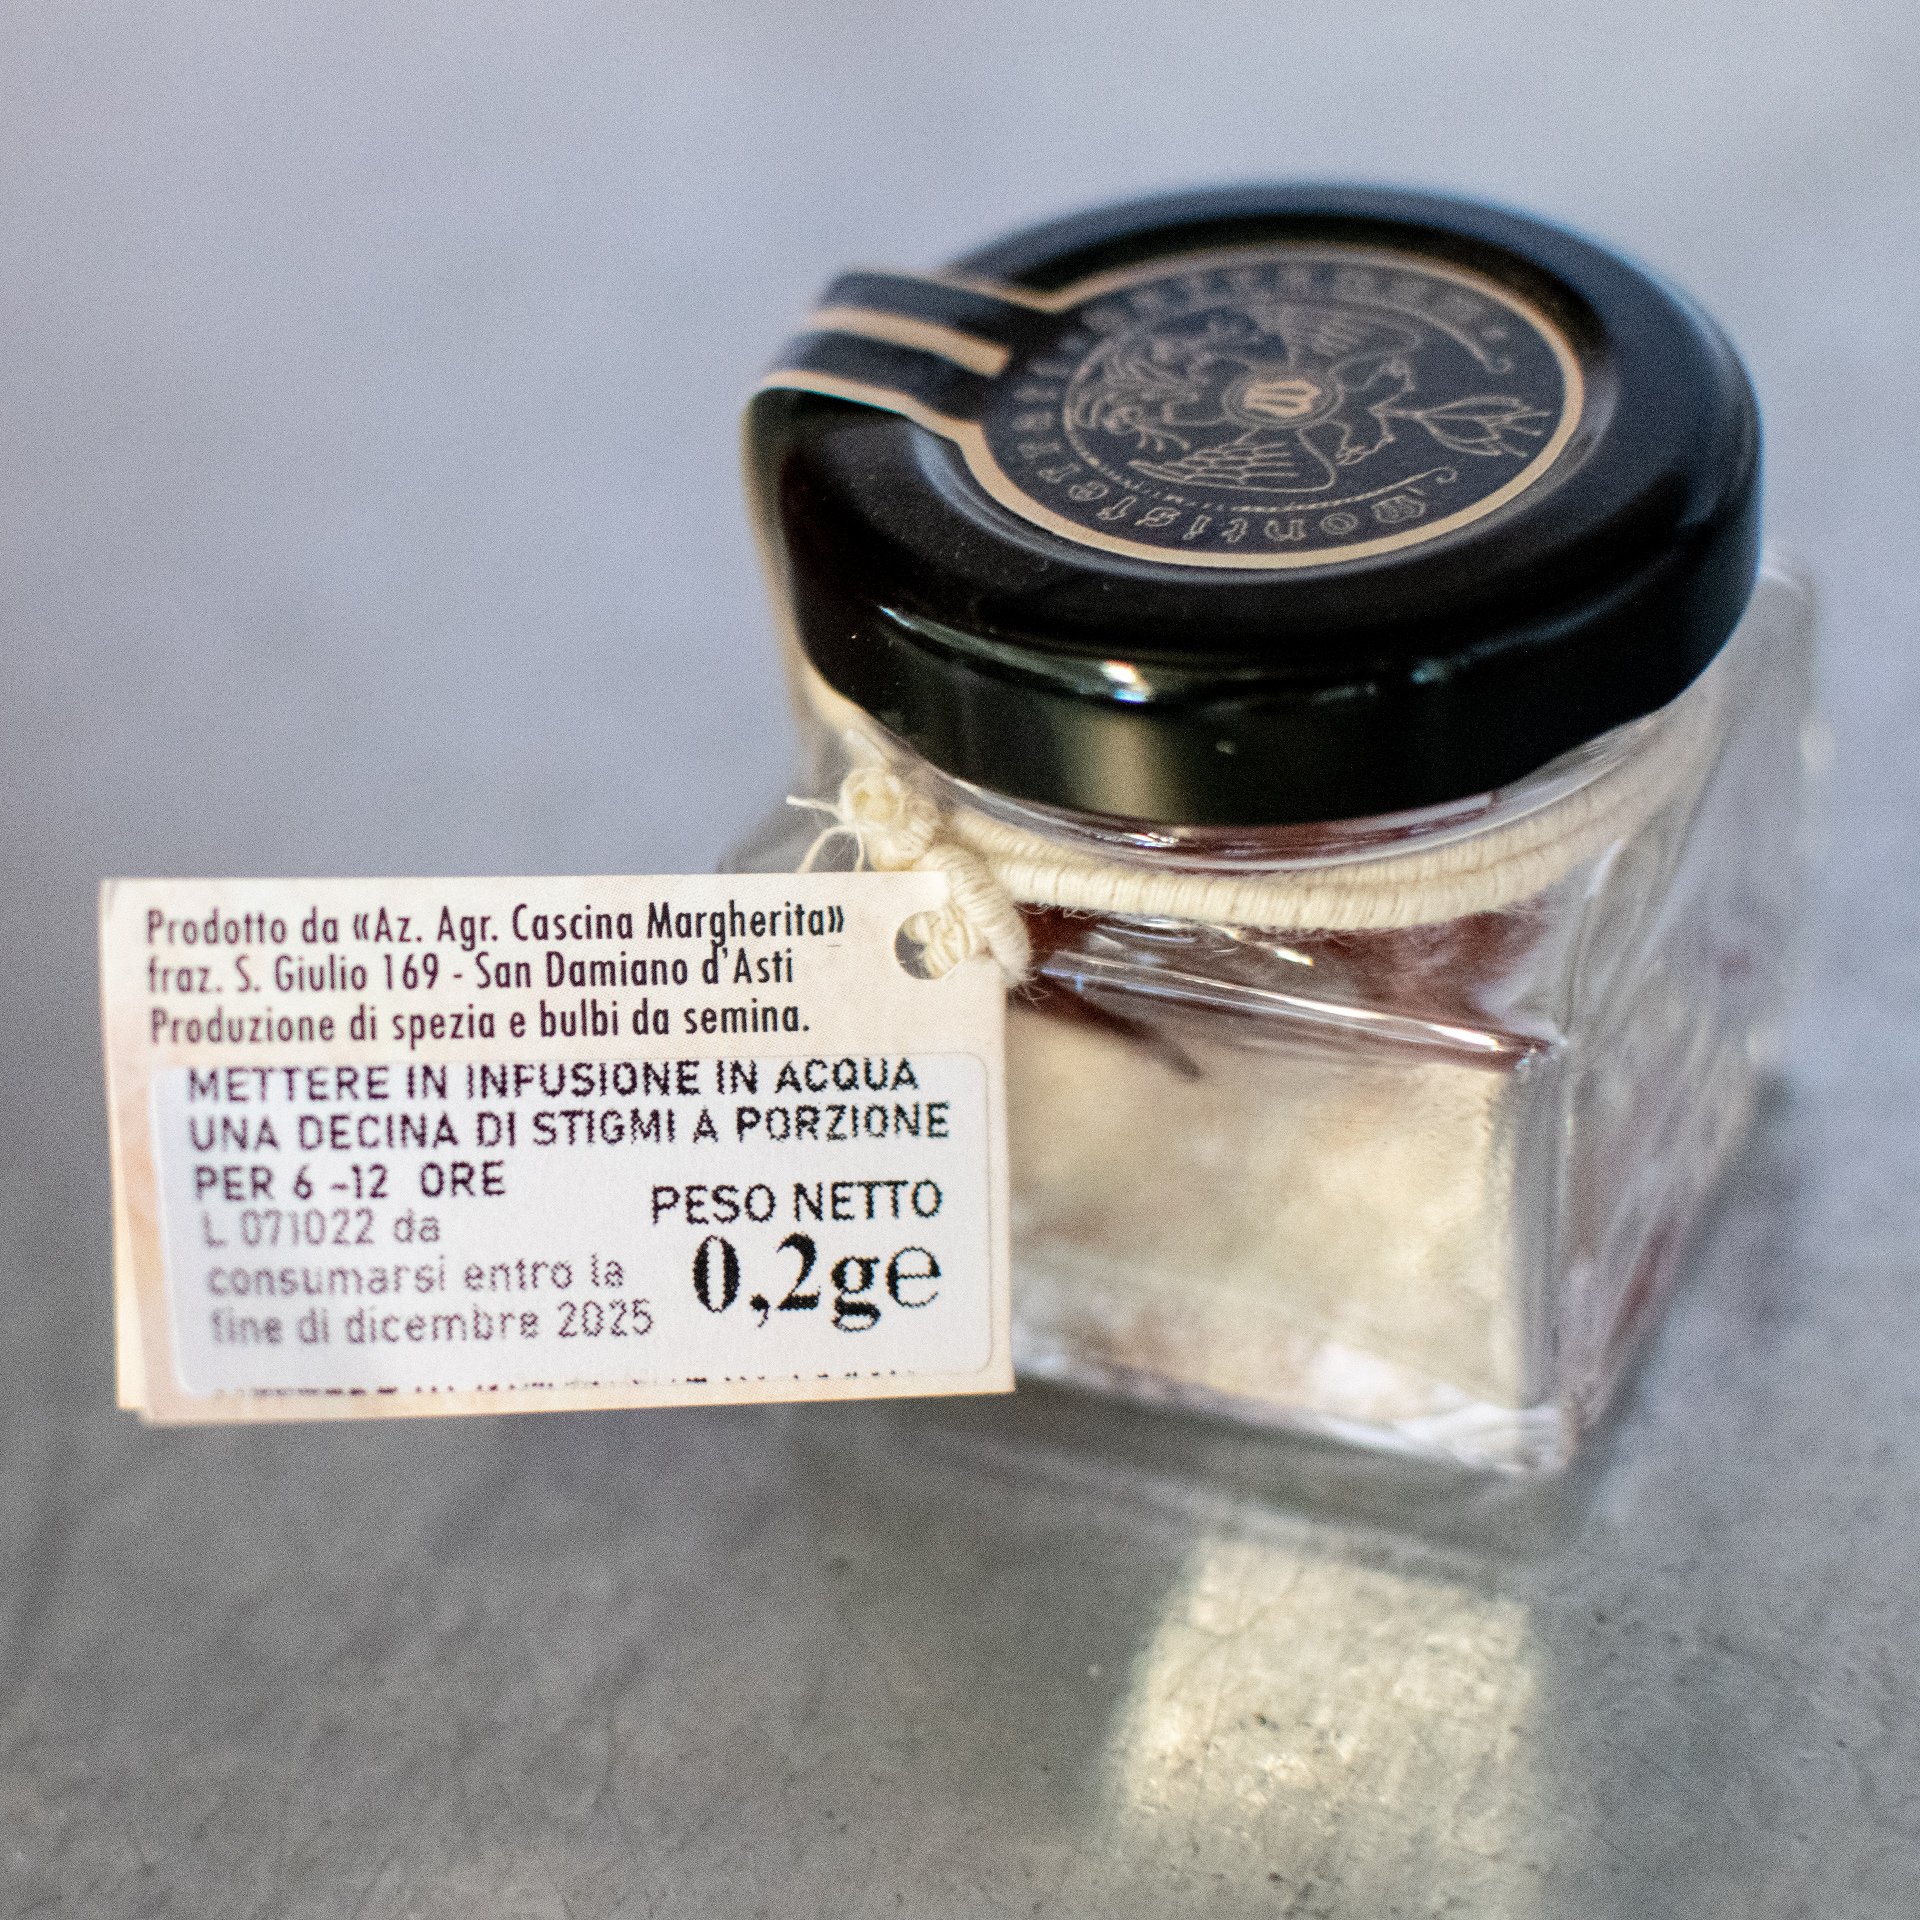 Prodotto da «Az. Agr. Cascina Margherita»
fraz. S. Giulio 169 - San Damiano d'Asti
Produzione di spezia e bulbi da semina.
METTERE IN INFUSIONE IN ACQUA
UNA DECINA DI STIGMI A PORZIONE
PER 6 -12 ORE
PESO NETTO
L 071022 da
consumarsi entro la
fine di dicembre 2025
0,2ge